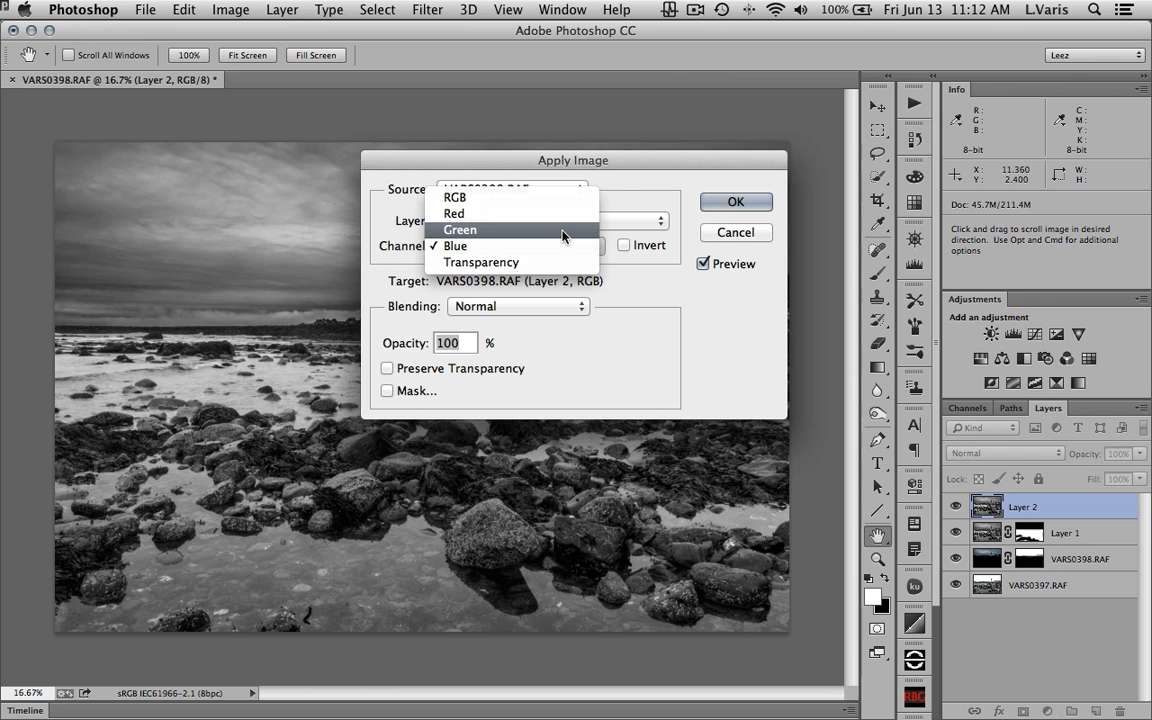 Photoshop File Edit Image Layer Type Select Filter 3D View Window Help 100% Fri Jun 13 11:12 AM L.Varis
Adobe Photoshop CC
Scroll All Windows 100% Fit Screen Fill Screen Leez
× VARS0398.RAF @ 16.7% (Layer 2, RGB/8) *
Apply Image
Source:
RGB
Red
Layer
Green
Channel ✓ Blue Invert
Transparency
Target: VARS0398.RAF (Layer 2, RGB)
Blending: Normal
Opacity: 100 %
Preserve Transparency
Mask...
OK
Cancel
Preview
Info
R: C:
G: M:
B: Y:
K:
8-bit 8-bit
X: 11.360 W:
Y: 2.400 H:
Doc: 45.7M/211.4M
Click and drag to scroll image in desired
direction. Use Opt and Cmd for additional
options
Adjustments
Add an adjustment
Channels Paths Layers
Kind
Normal Opacity: 100%
Lock: Fill: 100%
Layer 2
Layer 1
VARS0398.RAF
VARS0397.RAF
ku
RBG
16.67% sRGB IEC61966-2.1 (8bpc)
Timeline